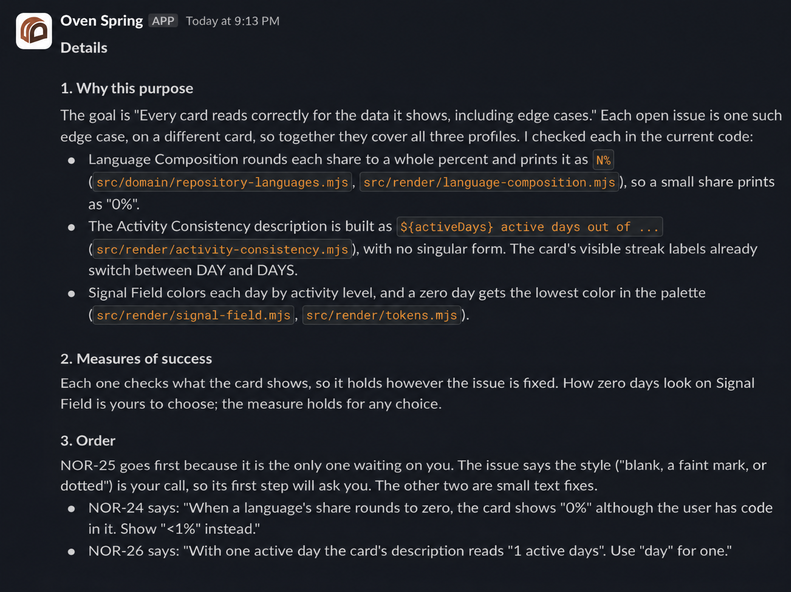 Oven Spring APP Today at 9:13 PM
Details
1. Why this purpose
The goal is "Every card reads correctly for the data it shows, including edge cases." Each open issue is one such
edge case, on a different card, so together they cover all three profiles. I checked each in the current code:
• Language Composition rounds each share to a whole percent and prints it as N%
(src/domain/repository-languages.mjs, src/render/language-composition.mjs), so a small share prints
as "0%".
• The Activity Consistency description is built as ${activeDays} active days out of ...
(src/render/activity-consistency.mjs), with no singular form. The card's visible streak labels already
switch between DAY and DAYS.
• Signal Field colors each day by activity level, and a zero day gets the lowest color in the palette
(src/render/signal-field.mjs, src/render/tokens.mjs).
2. Measures of success
Each one checks what the card shows, so it holds however the issue is fixed. How zero days look on Signal
Field is yours to choose; the measure holds for any choice.
3. Order
NOR-25 goes first because it is the only one waiting on you. The issue says the style ("blank, a faint mark, or
dotted") is your call, so its first step will ask you. The other two are small text fixes.
• NOR-24 says: "When a language's share rounds to zero, the card shows "0%" although the user has code
in it. Show "<1%" instead."
• NOR-26 says: "With one active day the card's description reads "1 active days". Use "day" for one."